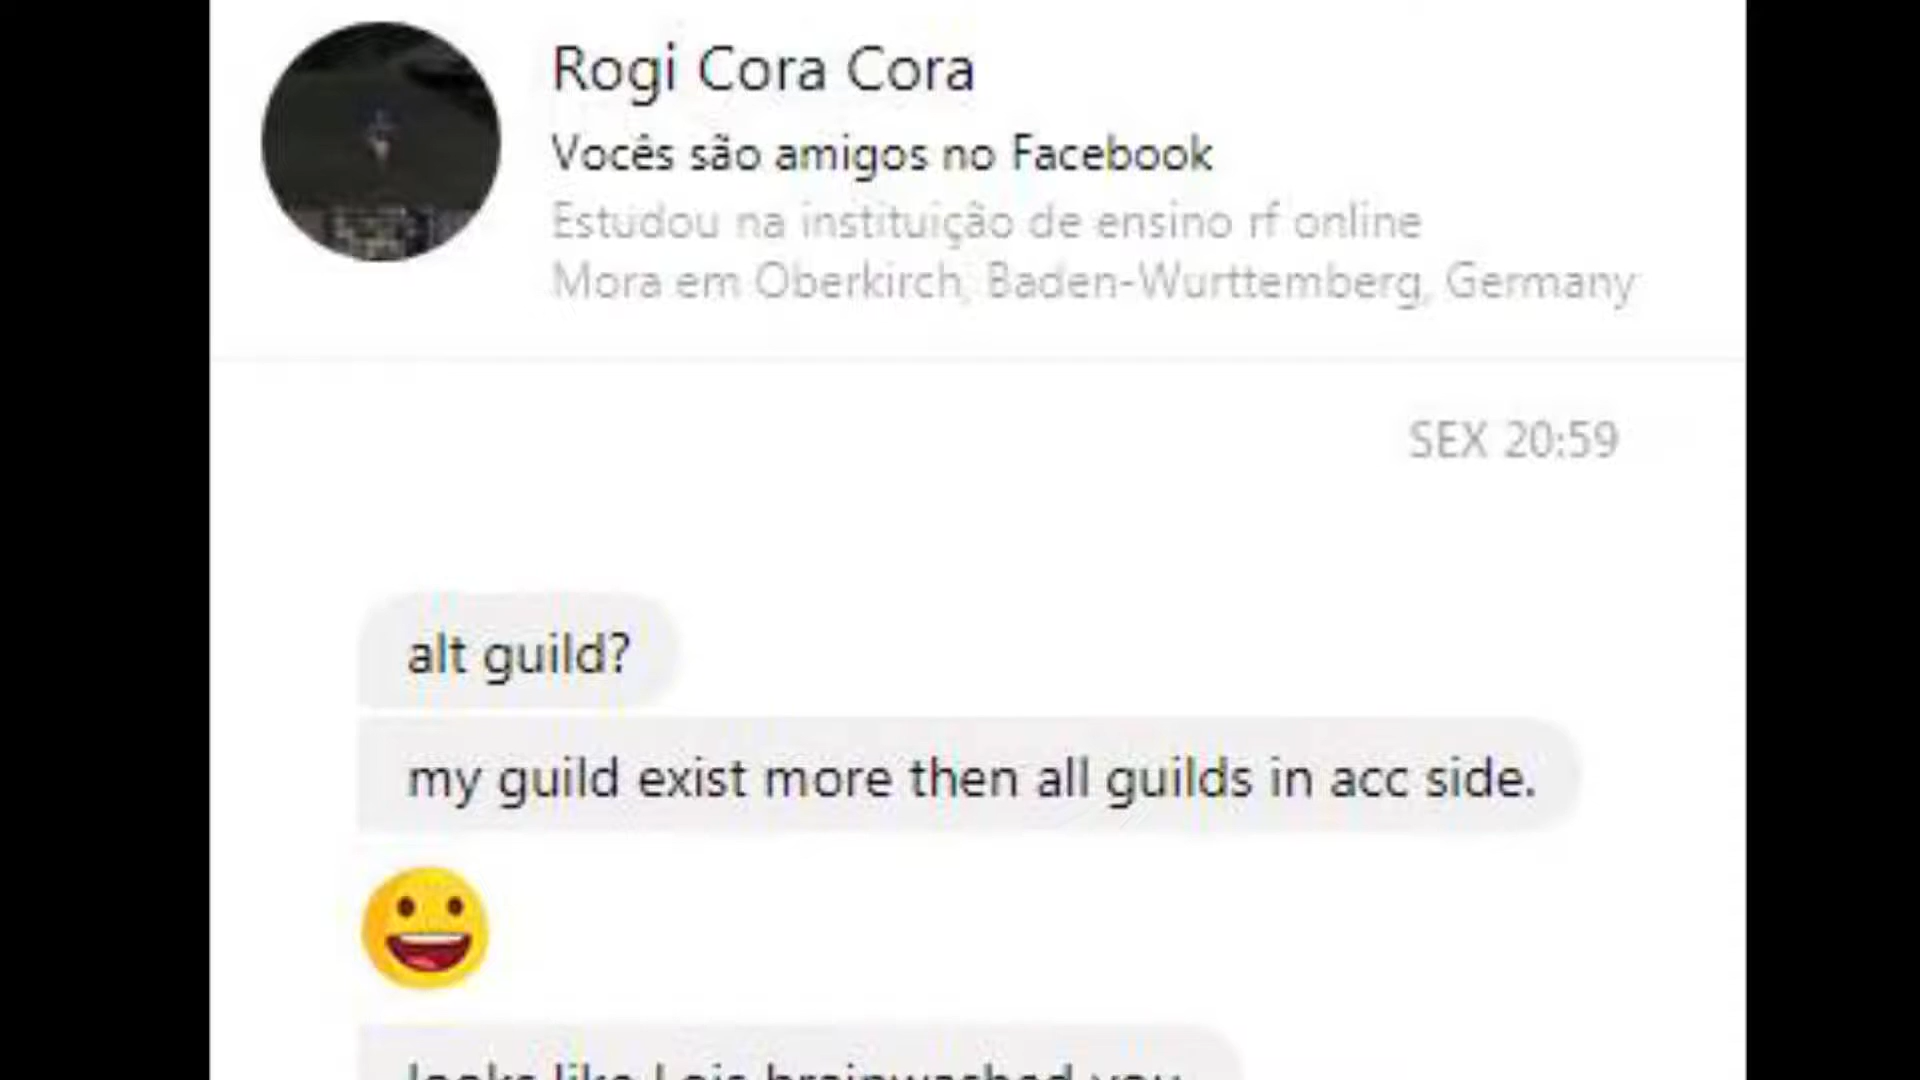 Rogi Cora Cora
Vocês são amigos no Facebook
Estudou na instituição de ensino rf online
Mora em Oberkirch, Baden-Wurttemberg, Germany
SEX 20:59
alt guild?
my guild exist more then all guilds in acc side.
looks like Lois brainwashed you